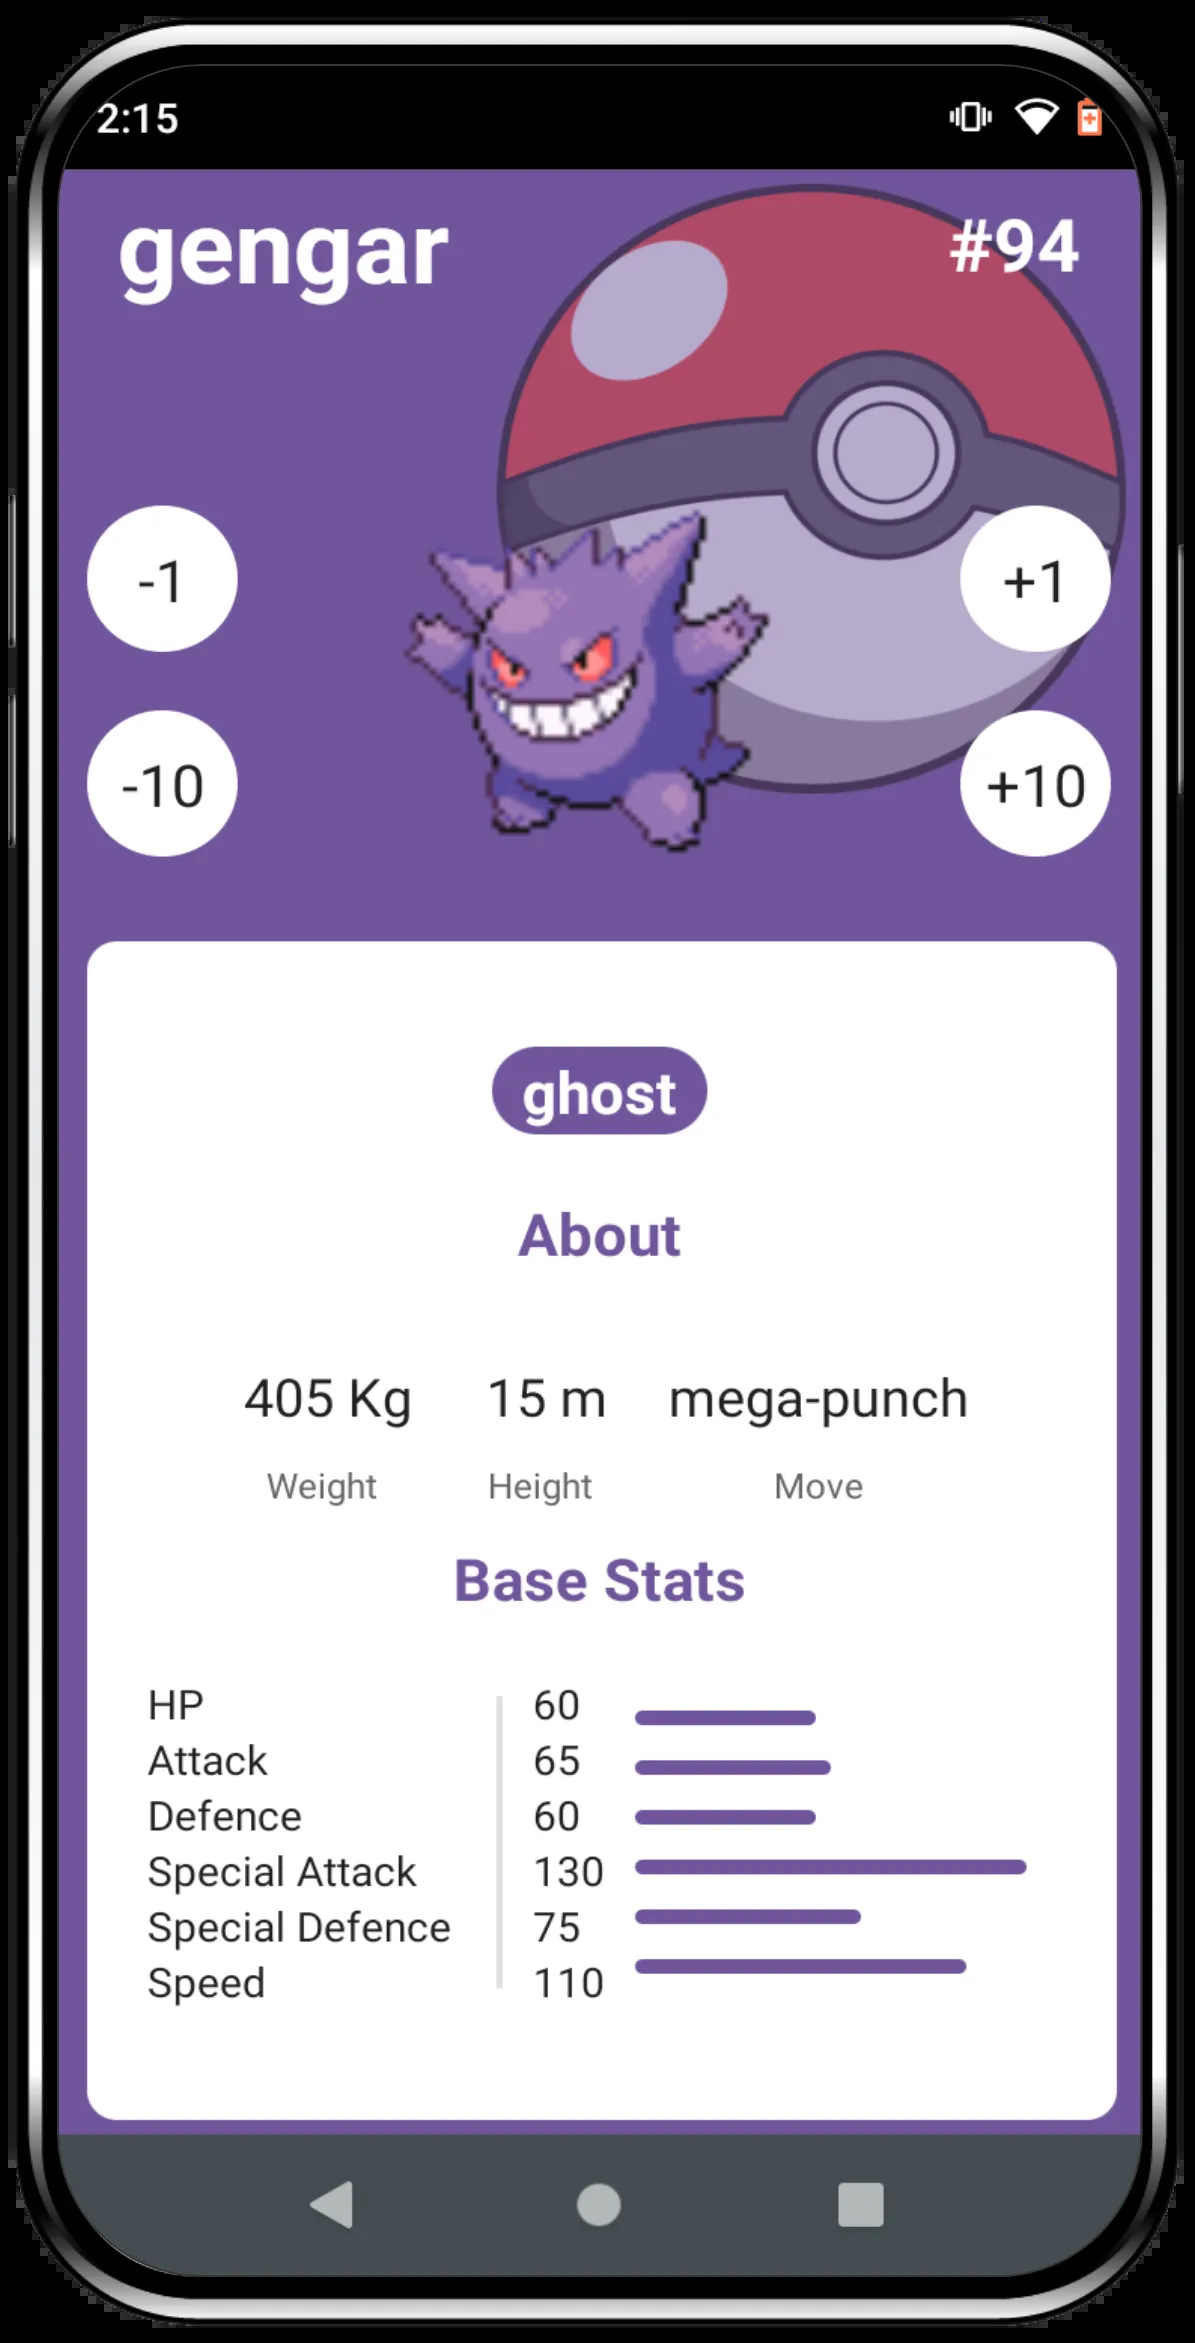 2:15
gengar #94
-1 +1
-10 +10
ghost
About
405 Kg 15 m mega-punch
Weight Height Move
Base Stats
HP 60
Attack 65
Defence 60
Special Attack 130
Special Defence 75
Speed 110